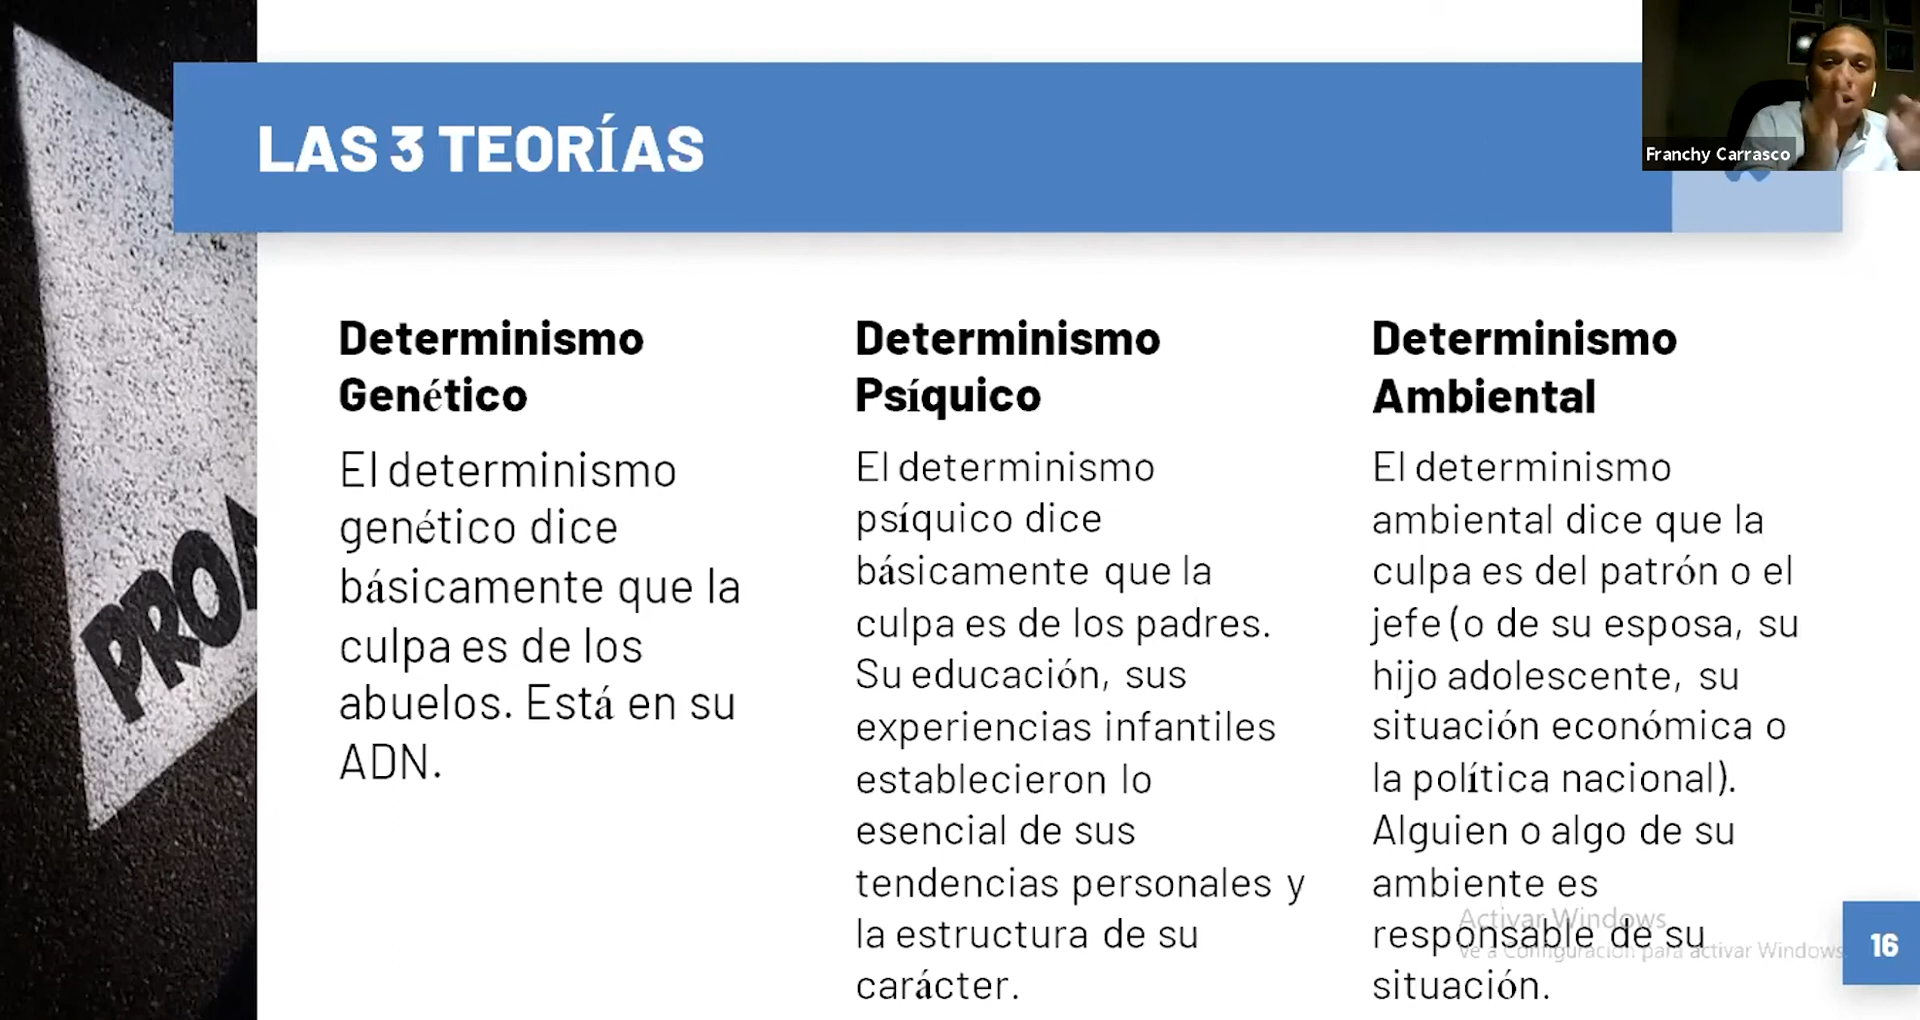 Franchy Carrasco
LAS 3 TEORÍAS
Determinismo
Genético
El determinismo
genético dice
básicamente que la
culpa es de los
abuelos. Está en su
ADN.
Determinismo
Psíquico
El determinismo
psíquico dice
básicamente que la
culpa es de los padres.
Su educación, sus
experiencias infantiles
establecieron lo
esencial de sus
tendencias personales y
la estructura de su
carácter.
Determinismo
Ambiental
El determinismo
ambiental dice que la
culpa es del patrón o el
jefe (o de su esposa, su
hijo adolescente, su
situación económica o
la política nacional).
Alguien o algo de su
ambiente es
responsable de su
situación.
Activar Windows
Ve a Configuración para activar Windows.
16